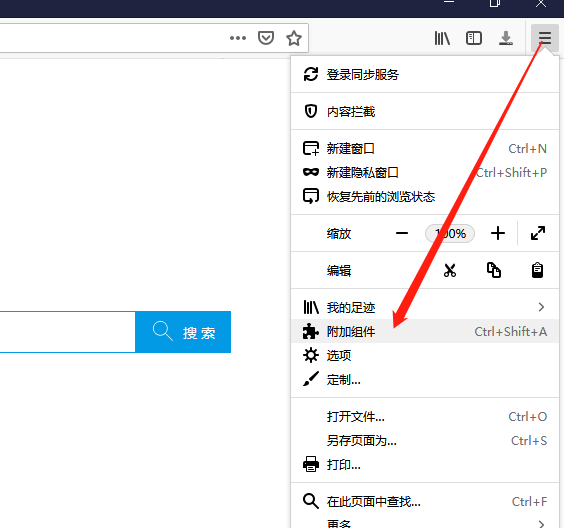 登录同步服务
内容拦截
新建窗口 Ctrl+N
新建隐私窗口 Ctrl+Shift+P
恢复先前的浏览状态
缩放 100%
编辑
我的足迹
搜 索
附加组件 Ctrl+Shift+A
选项
定制...
打开文件... Ctrl+O
另存页面为... Ctrl+S
打印...
在此页面中查找... Ctrl+F
更多